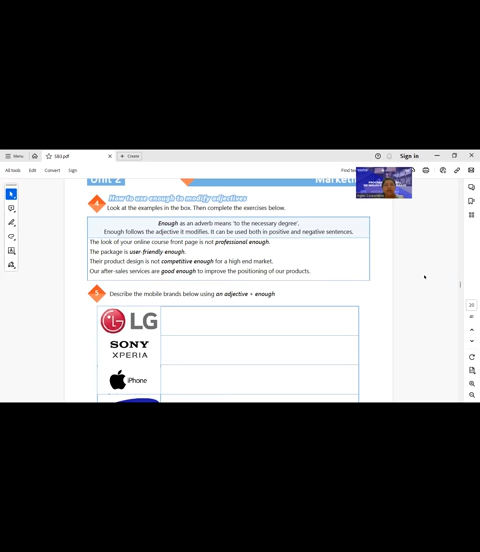 Menu
SB3.pdf
Create
Sign in
All tools
Edit
Convert
Sign
Unit 2
Marketin
4
How to use enough to modify adjectives
Look at the examples in the box. Then complete the exercises below.
Enough as an adverb means 'to the necessary degree'.
Enough follows the adjective it modifies. It can be used both in positive and negative sentences.
The look of your online course front page is not professional enough.
The package is user-friendly enough.
Their product design is not competitive enough for a high end market.
Our after-sales services are good enough to improve the positioning of our products.
5
Describe the mobile brands below using an adjective + enough
LG
SONY
XPERIA
iPhone
20